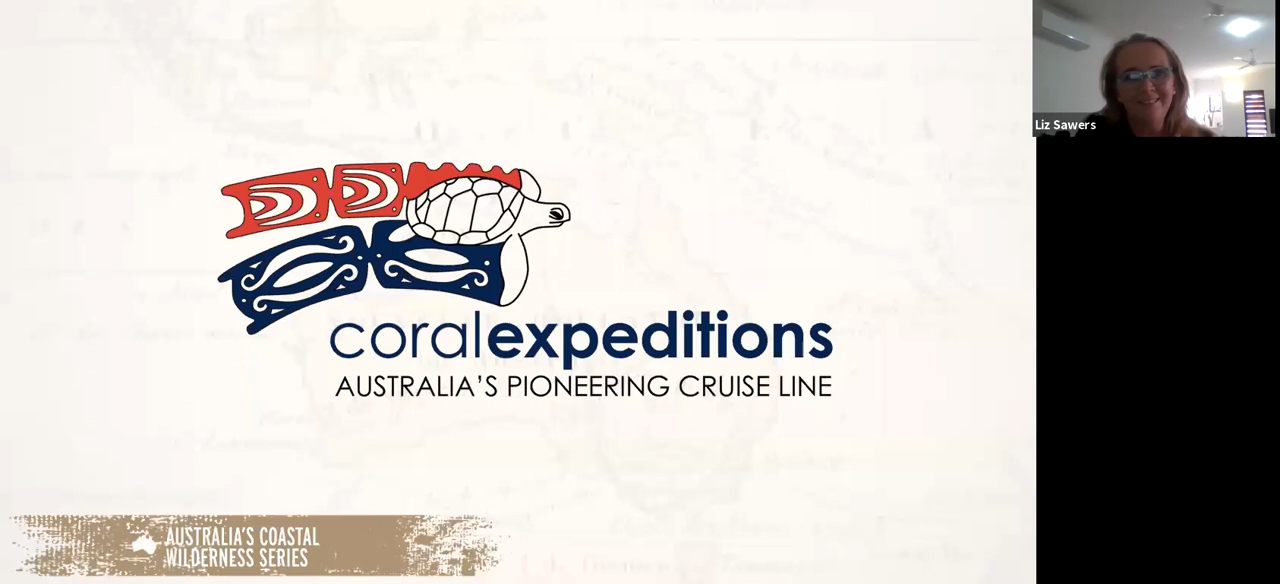 Liz Sawers
coralexpeditions
AUSTRALIA'S PIONEERING CRUISE LINE
AUSTRALIA'S COASTAL
WILDERNESS SERIES